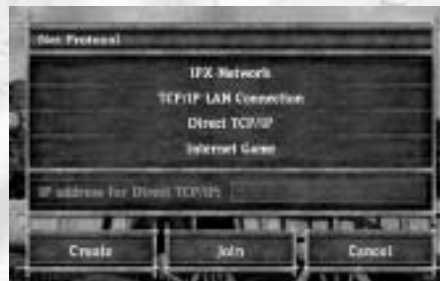 Net Protocol
IPX Network
TCP/IP LAN Connection
Direct TCP/IP
Internet Game
IP address for Direct TCP/IP:
Create
Join
Cancel